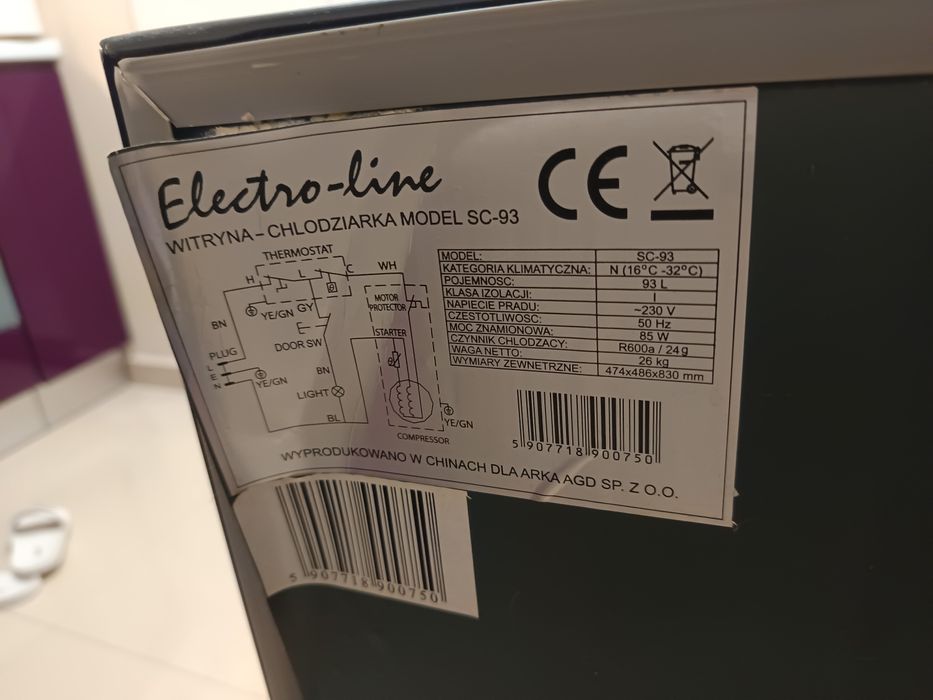 Electro-line
CE
WITRYNA – CHLODZIARKA MODEL SC-93
THERMOSTAT
H
L
C
WH
YE/GN
GY
MOTOR PROTECTOR
BN
DOOR SW
STARTER
PLUG
L
E
N
YE/GN
BN
LIGHT
BL
YE/GN
COMPRESSOR
MODEL: SC-93
KATEGORIA KLIMATYCZNA: N (16°C -32°C)
POJEMNOSC: 93 L
KLASA IZOLACJI: I
NAPIECIE PRADU: ~230 V
CZESTOTLIWOSC: 50 Hz
MOC ZNAMIONOWA: 85 W
CZYNNIK CHLODZACY: R600a / 24g
WAGA NETTO: 26 kg
WYMIARY ZEWNETRZNE: 474x486x830 mm
5 907718 900750
WYPRODUKOWANO W CHINACH DLA ARKA AGD SP. Z O.O.
5 907718 900750